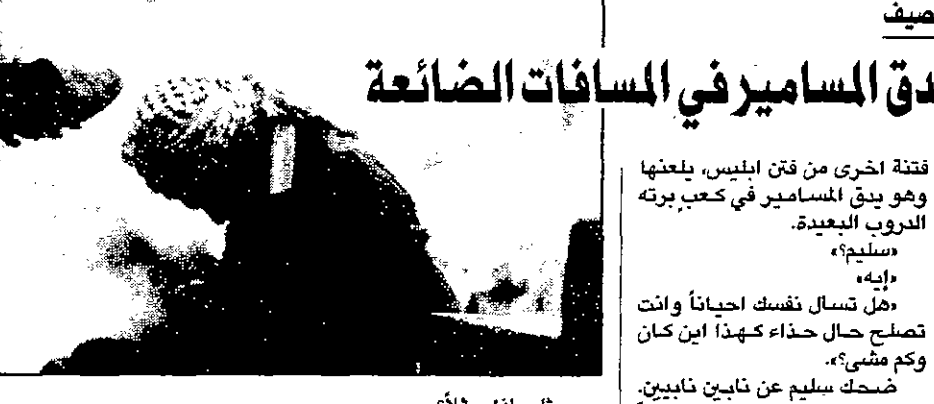 صيف
دق المسامير في المسافات الضائعة
فتنة اخرى من فتن ابليس، يلعنها
وهو يدق المسامير في كعبٍ برته
الدروب البعيدة.
«سليم؟»
«إيه»
«هل تسال نفسك احياناً وانت
تصلح حال حذاء كهذا اين كان
وكم مشى؟».
ضحك سليم عن نابين نابيين.